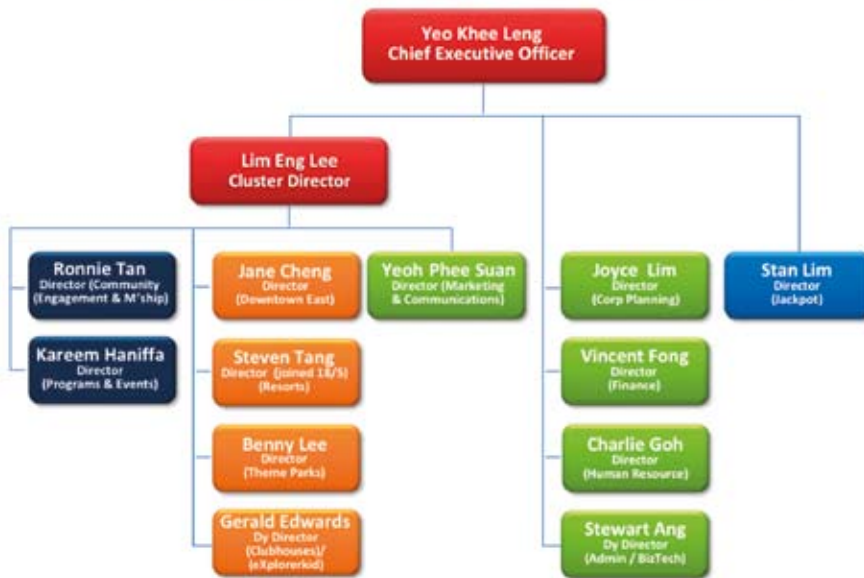 Yeo Khee Leng
Chief Executive Officer
Lim Eng Lee
Cluster Director
Ronnie Tan
Director (Community
(Engagement & M'ship)
Kareem Haniffa
Director
(Programs & Events)
Jane Cheng
Director
(Downtown East)
Steven Tang
Director (joined 18/5)
(Resorts)
Benny Lee
Director
(Theme Parks)
Gerald Edwards
Dy Director
(Clubhouses)/
(eXplorerkid)
Yeoh Phee Suan
Director (Marketing
& Communications)
Joyce Lim
Director
(Corp Planning)
Vincent Fong
Director
(Finance)
Charlie Goh
Director
(Human Resource)
Stewart Ang
Dy Director
(Admin / BizTech)
Stan Lim
Director
(Jackpot)